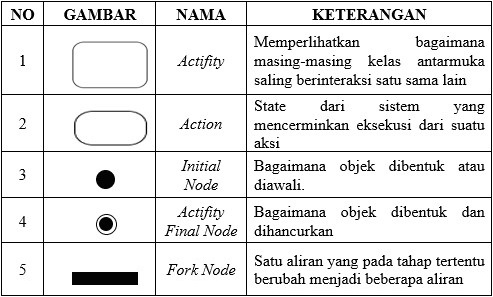 NO GAMBAR NAMA KETERANGAN
1 Actifity Memperlihatkan bagaimana
masing-masing kelas antarmuka
saling berinteraksi satu sama lain
2 Action State dari sistem yang
mencerminkan eksekusi dari suatu
aksi
3 Initial Node Bagaimana objek dibentuk atau
diawali.
4 Actifity Final Node Bagaimana objek dibentuk dan
dihancurkan
5 Fork Node Satu aliran yang pada tahap tertentu
berubah menjadi beberapa aliran